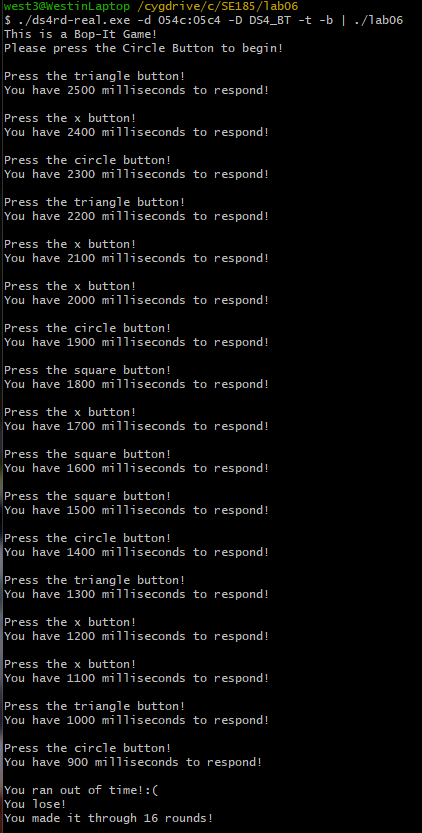 west3@WestinLaptop /cygdrive/c/SE185/lab06
$ ./ds4rd-real.exe -d 054c:05c4 -D DS4_BT -t -b | ./lab06
This is a Bop-It Game!
Please press the Circle Button to begin!
Press the triangle button!
You have 2500 milliseconds to respond!
Press the x button!
You have 2400 milliseconds to respond!
Press the circle button!
You have 2300 milliseconds to respond!
Press the triangle button!
You have 2200 milliseconds to respond!
Press the x button!
You have 2100 milliseconds to respond!
Press the x button!
You have 2000 milliseconds to respond!
Press the circle button!
You have 1900 milliseconds to respond!
Press the square button!
You have 1800 milliseconds to respond!
Press the x button!
You have 1700 milliseconds to respond!
Press the square button!
You have 1600 milliseconds to respond!
Press the square button!
You have 1500 milliseconds to respond!
Press the circle button!
You have 1400 milliseconds to respond!
Press the triangle button!
You have 1300 milliseconds to respond!
Press the x button!
You have 1200 milliseconds to respond!
Press the x button!
You have 1100 milliseconds to respond!
Press the triangle button!
You have 1000 milliseconds to respond!
Press the circle button!
You have 900 milliseconds to respond!
You ran out of time!:(
You lose!
You made it through 16 rounds!